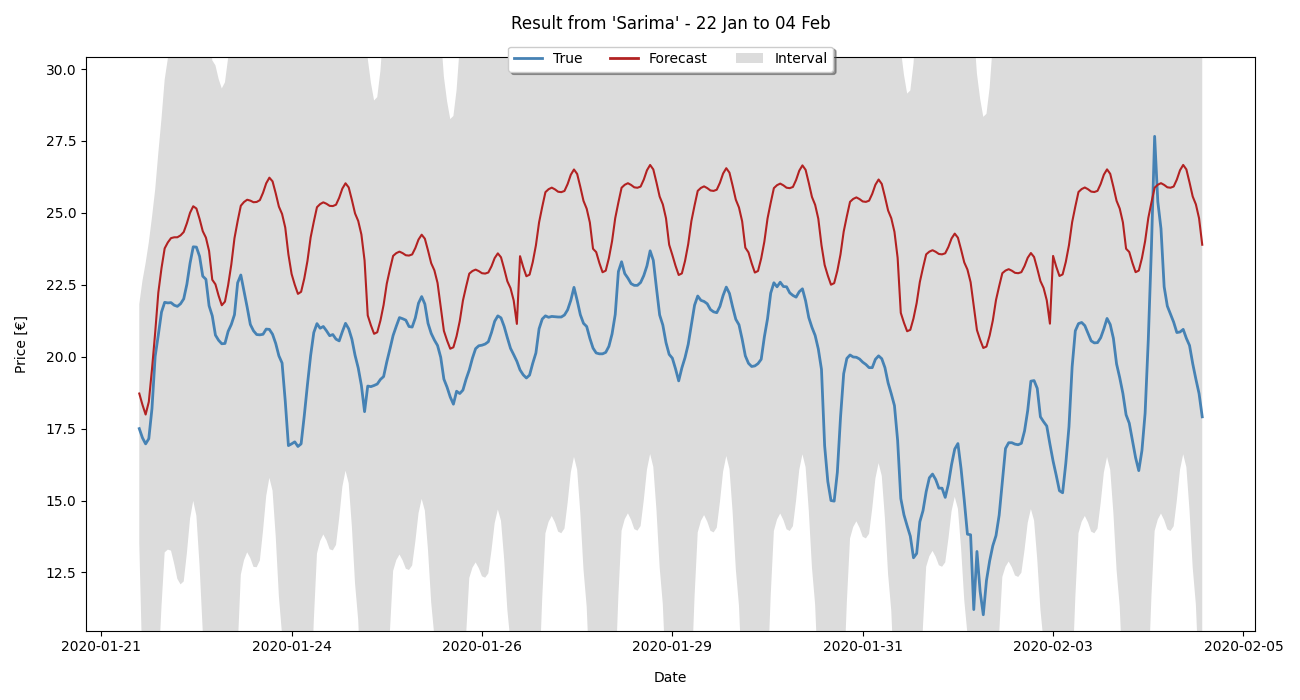 Result from 'Sarima' - 22 Jan to 04 Feb
True Forecast Interval
30.0
27.5
25.0
22.5
20.0
17.5
15.0
12.5
Price [€]
2020-01-21 2020-01-24 2020-01-26 2020-01-29 2020-01-31 2020-02-03 2020-02-05
Date